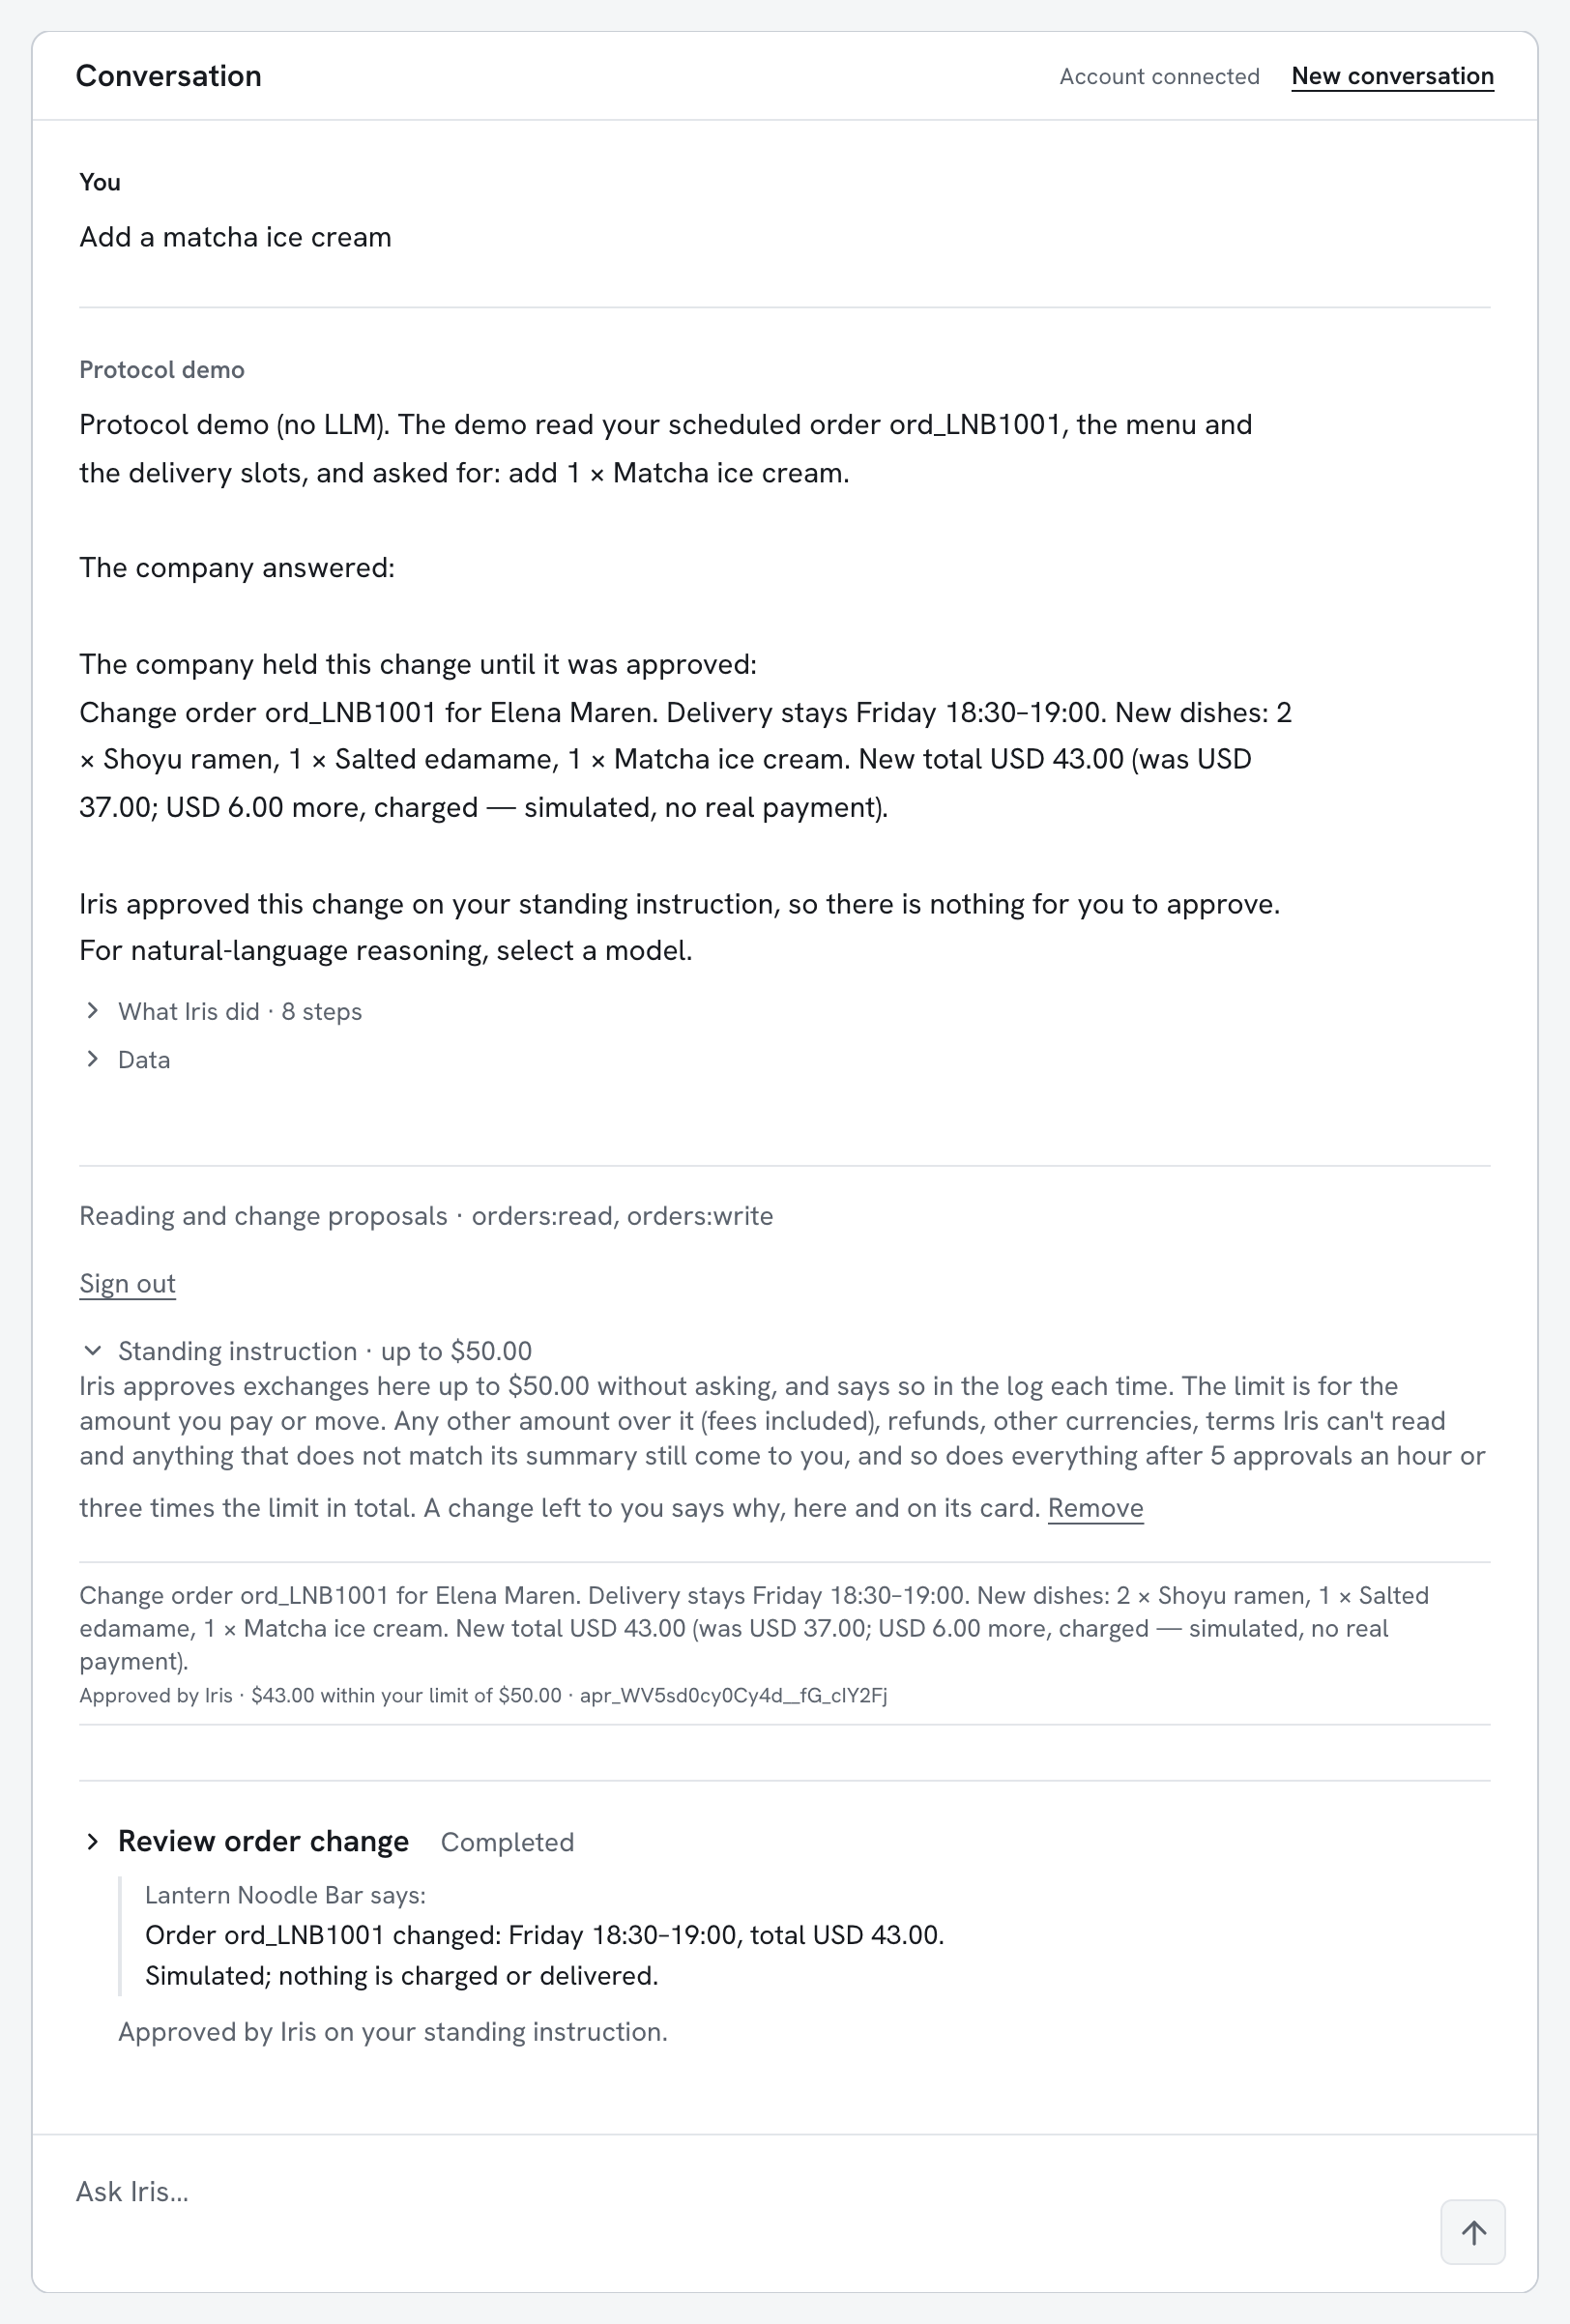 Conversation
Account connected
New conversation
You
Add a matcha ice cream
Protocol demo
Protocol demo (no LLM). The demo read your scheduled order ord_LNB1001, the menu and
the delivery slots, and asked for: add 1 × Matcha ice cream.
The company answered:
The company held this change until it was approved:
Change order ord_LNB1001 for Elena Maren. Delivery stays Friday 18:30–19:00. New dishes: 2
× Shoyu ramen, 1 × Salted edamame, 1 × Matcha ice cream. New total USD 43.00 (was USD
37.00; USD 6.00 more, charged — simulated, no real payment).
Iris approved this change on your standing instruction, so there is nothing for you to approve.
For natural-language reasoning, select a model.
What Iris did · 8 steps
Data
Reading and change proposals · orders:read, orders:write
Sign out
Standing instruction · up to $50.00
Iris approves exchanges here up to $50.00 without asking, and says so in the log each time. The limit is for the
amount you pay or move. Any other amount over it (fees included), refunds, other currencies, terms Iris can't read
and anything that does not match its summary still come to you, and so does everything after 5 approvals an hour or
three times the limit in total. A change left to you says why, here and on its card. Remove
Change order ord_LNB1001 for Elena Maren. Delivery stays Friday 18:30–19:00. New dishes: 2 × Shoyu ramen, 1 × Salted
edamame, 1 × Matcha ice cream. New total USD 43.00 (was USD 37.00; USD 6.00 more, charged — simulated, no real
payment).
Approved by Iris · $43.00 within your limit of $50.00 · apr_WV5sd0cy0Cy4d__fG_cIY2Fj
Review order change
Completed
Lantern Noodle Bar says:
Order ord_LNB1001 changed: Friday 18:30–19:00, total USD 43.00.
Simulated; nothing is charged or delivered.
Approved by Iris on your standing instruction.
Ask Iris...